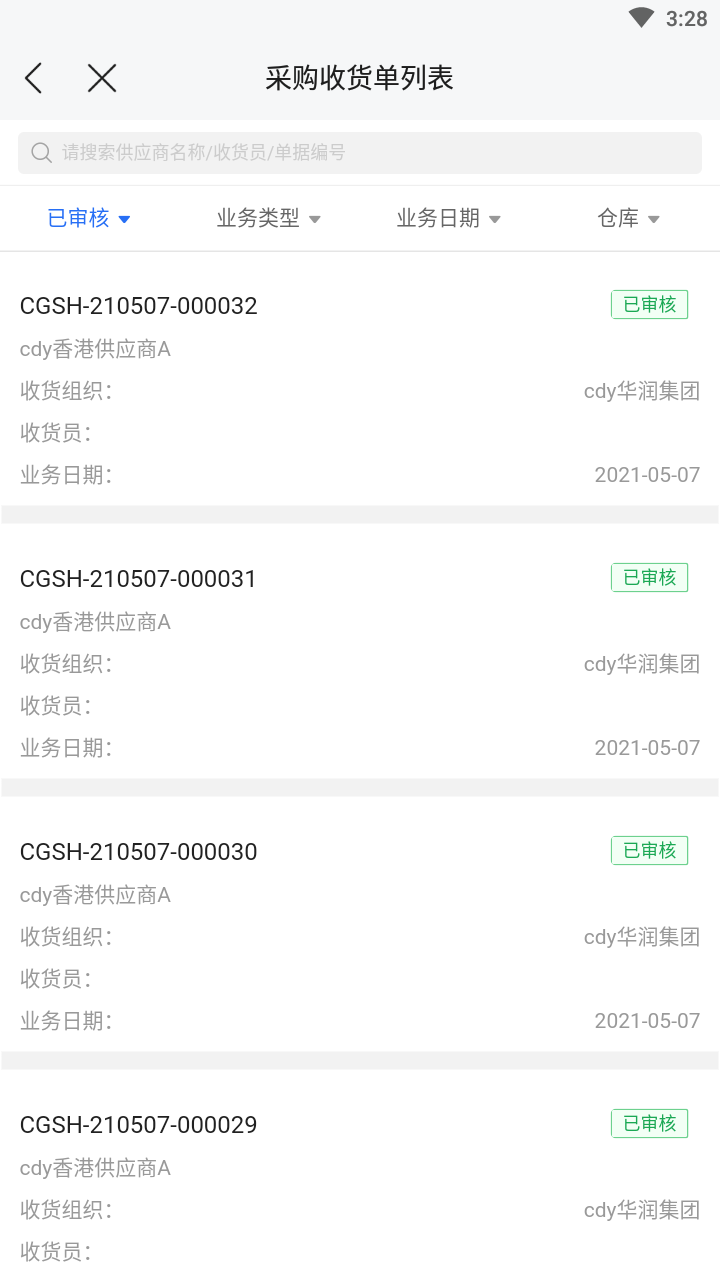 3:28
采购收货单列表
请搜索供应商名称/收货员/单据编号
已审核 业务类型 业务日期 仓库
CGSH-210507-000032 已审核
cdy香港供应商A
收货组织： cdy华润集团
收货员：
业务日期： 2021-05-07
CGSH-210507-000031 已审核
cdy香港供应商A
收货组织： cdy华润集团
收货员：
业务日期： 2021-05-07
CGSH-210507-000030 已审核
cdy香港供应商A
收货组织： cdy华润集团
收货员：
业务日期： 2021-05-07
CGSH-210507-000029 已审核
cdy香港供应商A
收货组织： cdy华润集团
收货员：